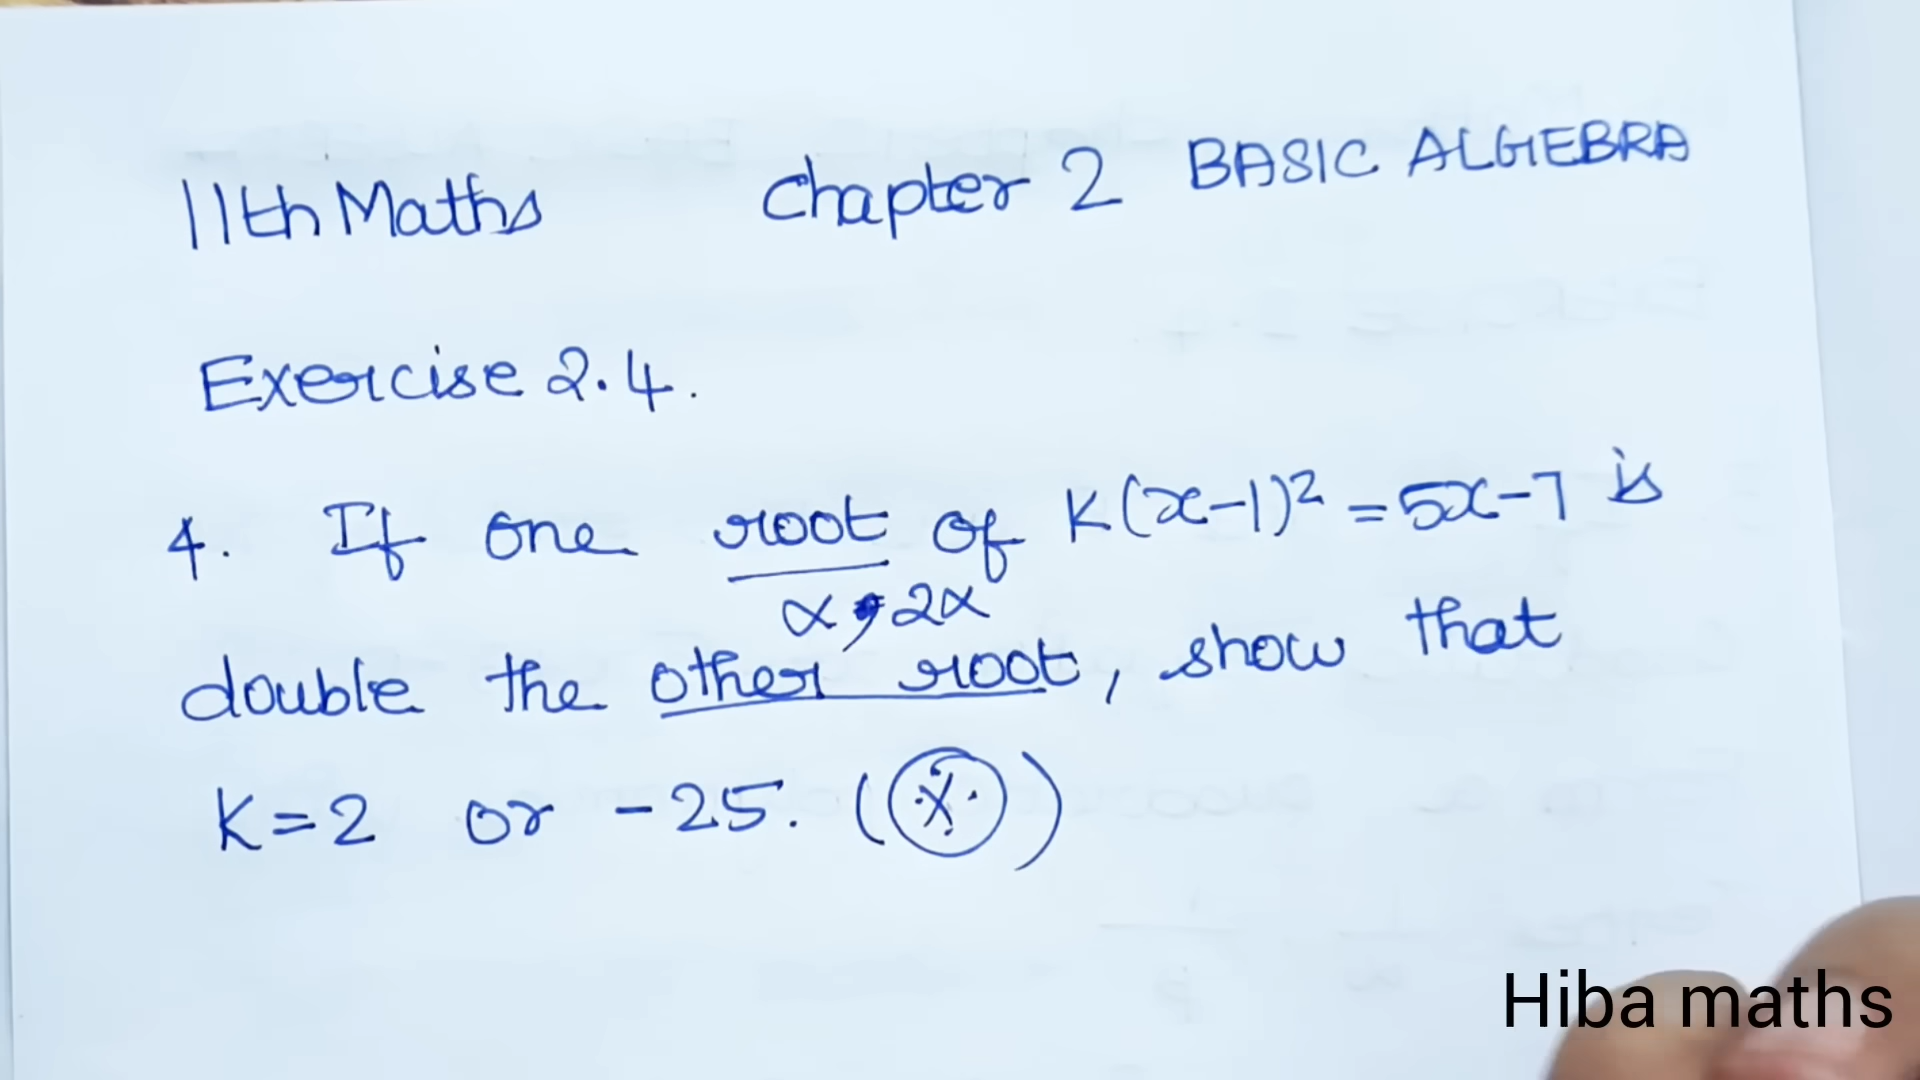 11th Maths Chapter 2 BASIC ALGEBRA
Exercise 2.4.
4. If one root of K(x-1)² = 5x-7 is
α, 2α
double the other root, show that
K=2 or -25. (·X·)
Hiba maths